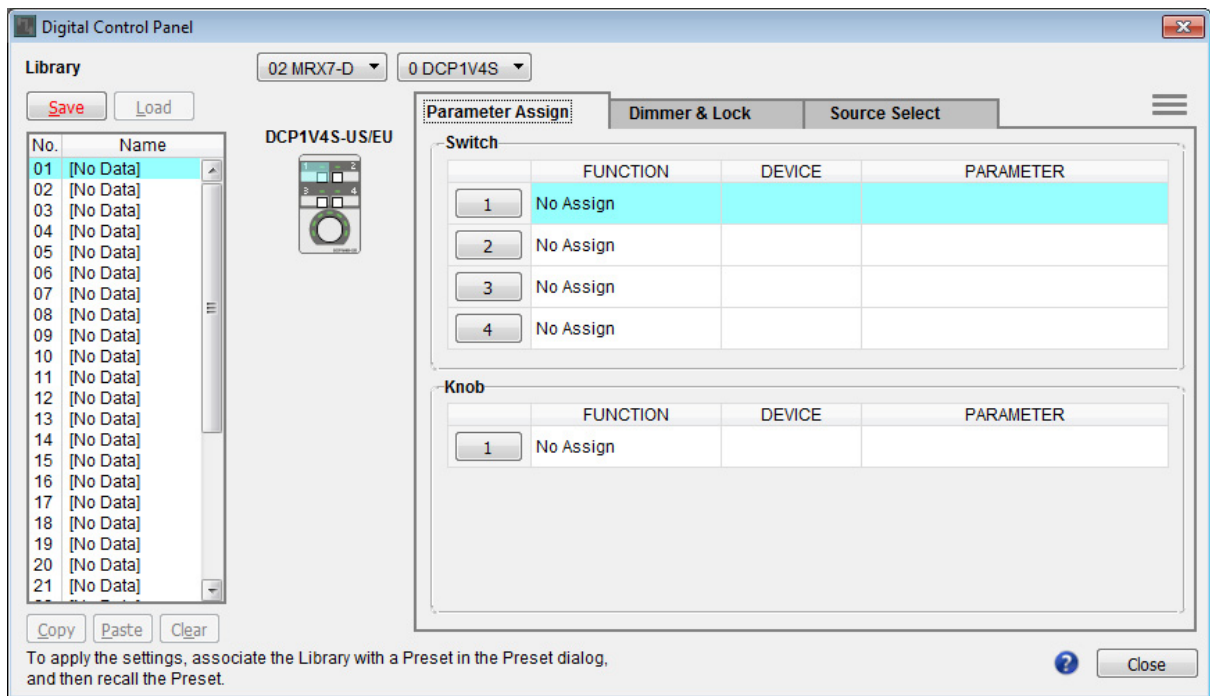 Digital Control Panel
Library
02 MRX7-D
0 DCP1V4S
Save
Load
No. Name
01 [No Data]
02 [No Data]
03 [No Data]
04 [No Data]
05 [No Data]
06 [No Data]
07 [No Data]
08 [No Data]
09 [No Data]
10 [No Data]
11 [No Data]
12 [No Data]
13 [No Data]
14 [No Data]
15 [No Data]
16 [No Data]
17 [No Data]
18 [No Data]
19 [No Data]
20 [No Data]
21 [No Data]
Copy
Paste
Clear
DCP1V4S-US/EU
1 2
3 4
Parameter Assign
Dimmer & Lock
Source Select
Switch
FUNCTION DEVICE PARAMETER
1 No Assign
2 No Assign
3 No Assign
4 No Assign
Knob
FUNCTION DEVICE PARAMETER
1 No Assign
To apply the settings, associate the Library with a Preset in the Preset dialog,
and then recall the Preset.
?
Close